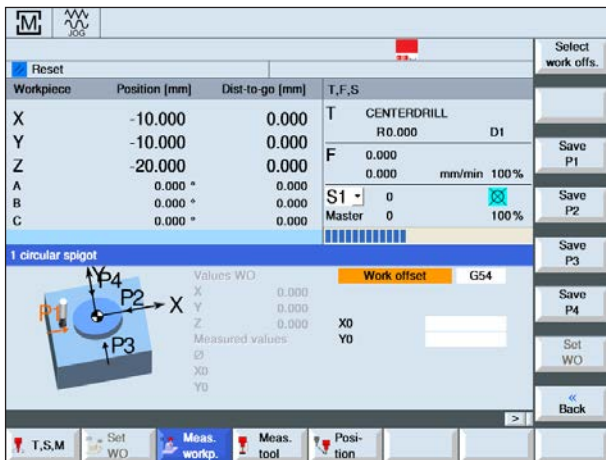 M
JOG
Select
work offs.
Reset
Workpiece Position [mm] Dist-to-go [mm] T,F,S
X -10.000 0.000
Y -10.000 0.000
Z -20.000 0.000
A 0.000 ° 0.000
B 0.000 ° 0.000
C 0.000 ° 0.000
T CENTERDRILL
R0.000 D1
F 0.000
0.000 mm/min 100%
S1 0
Master 0 100%
Save
P1
Save
P2
Save
P3
Save
P4
Set
WO
«
Back
1 circular spigot
Y
P4
P2
X
P1
P3
Values WO
X 0.000
Y 0.000
Z 0.000
Measured values
Ø
X0
Y0
Work offset G54
X0
Y0
>
T,S,M
Set
WO
Meas.
workp.
Meas.
tool
Posi-
tion